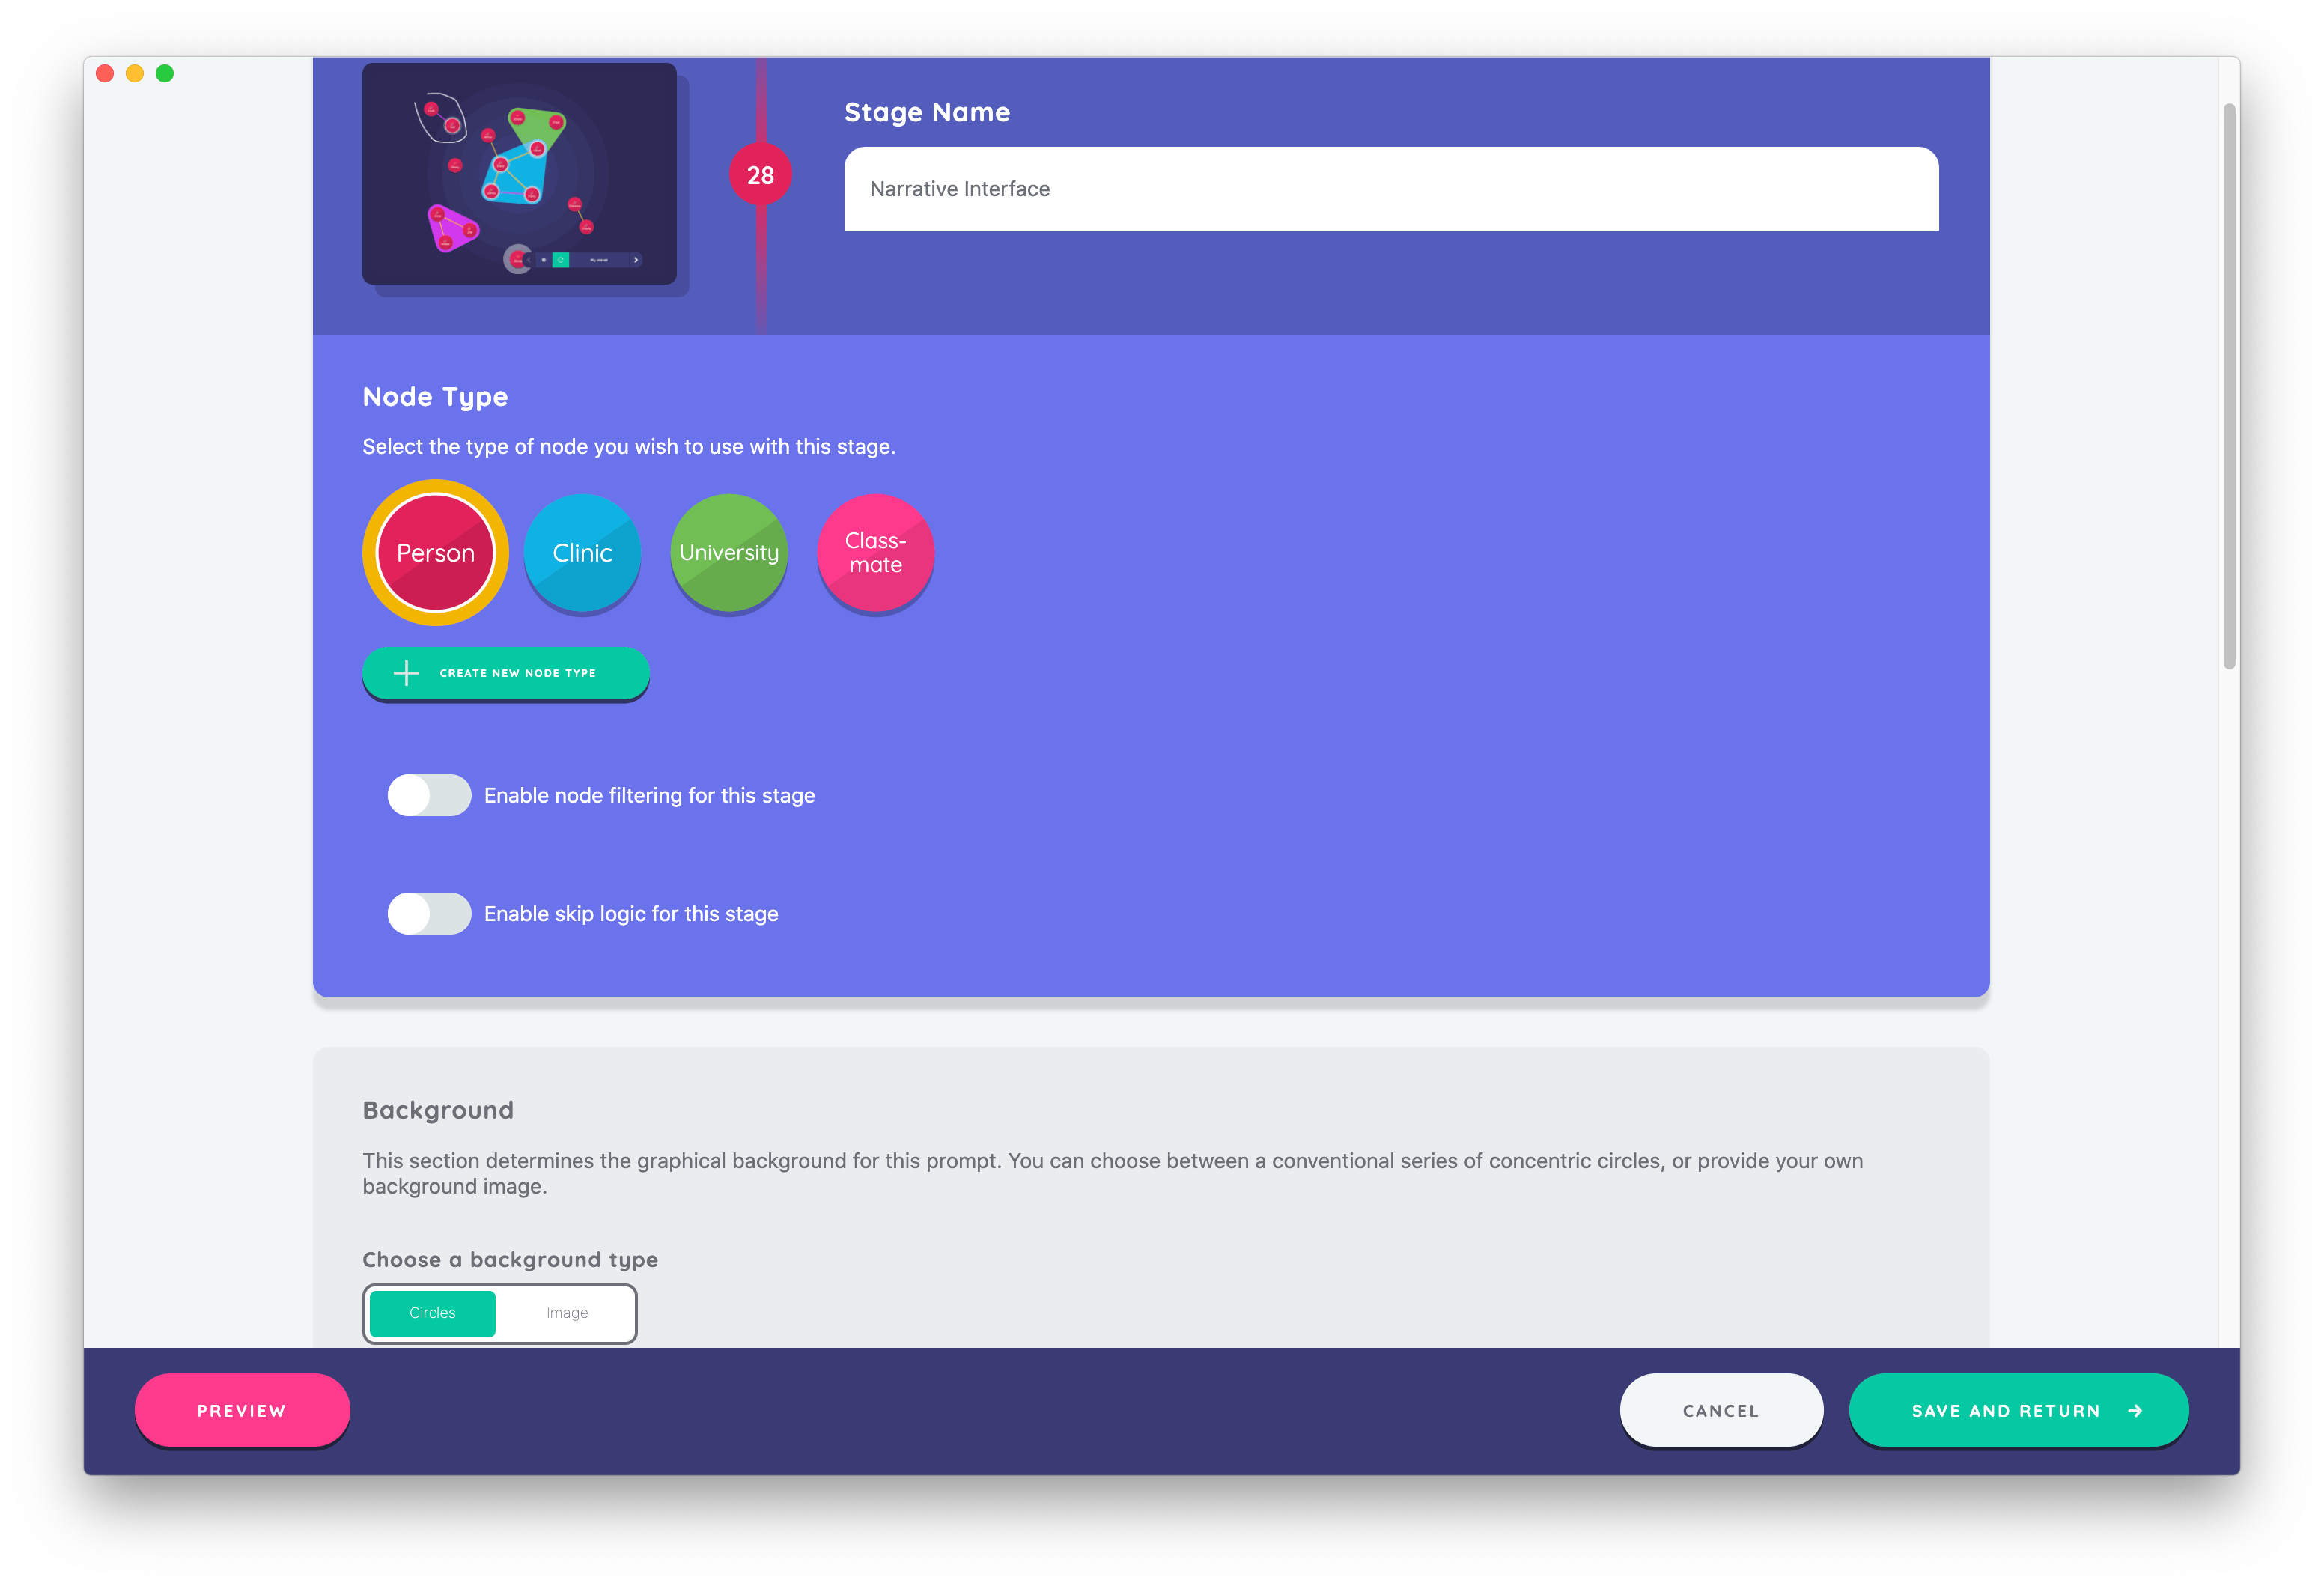 Stage Name
28
Narrative Interface
My prompt
Node Type
Select the type of node you wish to use with this stage.
Person
Clinic
University
Class-
mate
CREATE NEW NODE TYPE
Enable node filtering for this stage
Enable skip logic for this stage
Background
This section determines the graphical background for this prompt. You can choose between a conventional series of concentric circles, or provide your own
background image.
Choose a background type
Circles
Image
PREVIEW
CANCEL
SAVE AND RETURN